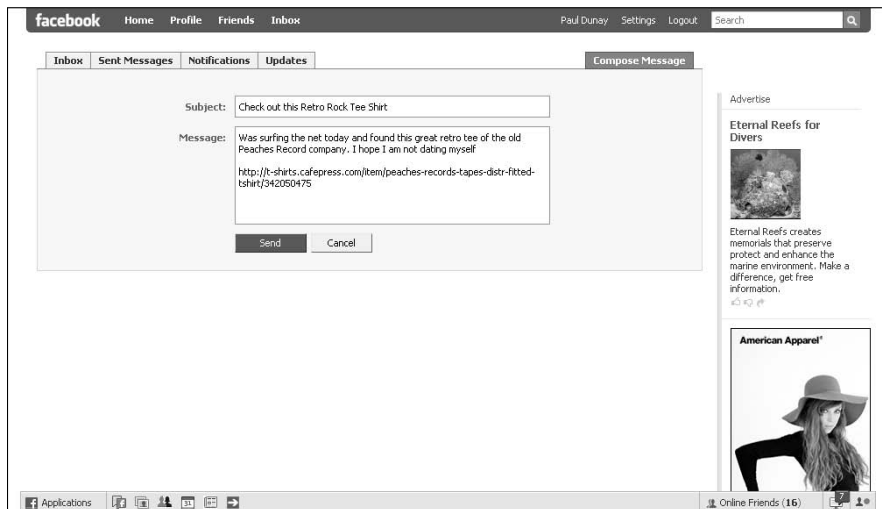 facebook Home Profile Friends Inbox Paul Dunay Settings Logout Search
Inbox Sent Messages Notifications Updates Compose Message
Subject: Check out this Retro Rock Tee Shirt
Message: Was surfing the net today and found this great retro tee of the old
Peaches Record company. I hope I am not dating myself
http://t-shirts.cafepress.com/item/peaches-records-tapes-distr-fitted-
tshirt/342050475
Send Cancel
Advertise
Eternal Reefs for
Divers
Eternal Reefs creates
memorials that preserve
protect and enhance the
marine environment. Make a
difference, get free
information.
American Apparel®
Applications 31 Online Friends (16) 7